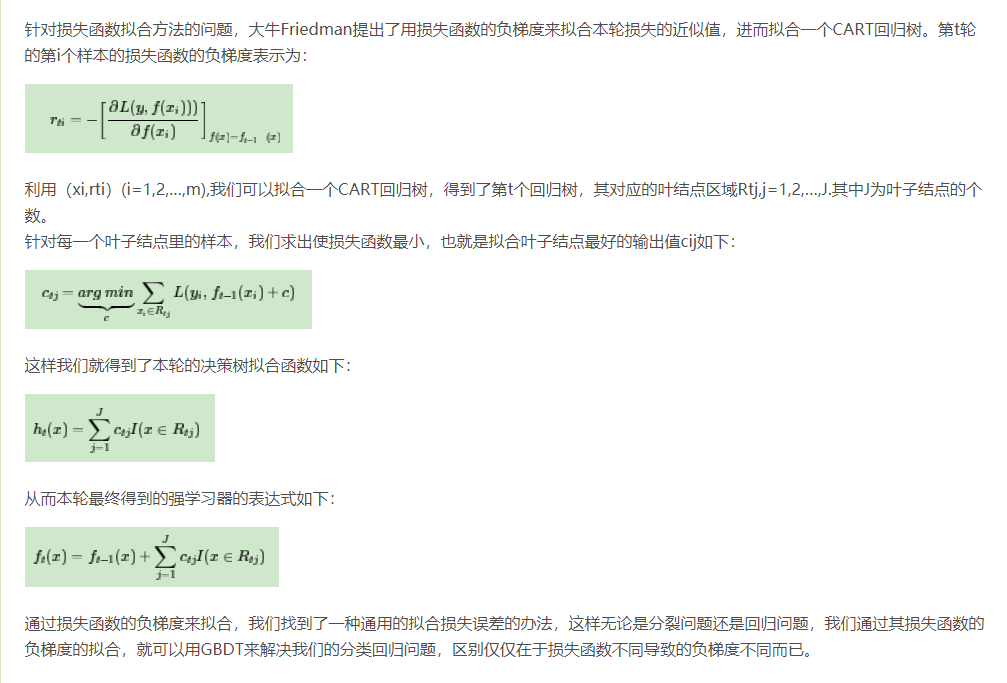 针对损失函数拟合方法的问题，大牛Friedman提出了用损失函数的负梯度来拟合本轮损失的近似值，进而拟合一个CART回归树。第t轮
的第i个样本的损失函数的负梯度表示为：
r_{ti} = -[∂L(y, f(x_i)))/∂f(x_i)]_{f(x)=f_{t-1} (x)}
利用（xi,rti）(i=1,2,...,m),我们可以拟合一个CART回归树，得到了第t个回归树，其对应的叶结点区域Rtj,j=1,2,...,J.其中J为叶子结点的个
数。
针对每一个叶子结点里的样本，我们求出使损失函数最小，也就是拟合叶子结点最好的输出值cij如下：
c_{tj} = arg min_c ∑_{x_i∈R_{tj}} L(y_i, f_{t-1}(x_i) + c)
这样我们就得到了本轮的决策树拟合函数如下：
h_t(x) = ∑_{j=1}^{J} c_{tj}I(x ∈ R_{tj})
从而本轮最终得到的强学习器的表达式如下：
f_t(x) = f_{t-1}(x) + ∑_{j=1}^{J} c_{tj}I(x ∈ R_{tj})
通过损失函数的负梯度来拟合，我们找到了一种通用的拟合损失误差的办法，这样无论是分裂问题还是回归问题，我们通过其损失函数的
负梯度的拟合，就可以用GBDT来解决我们的分类回归问题，区别仅仅在于损失函数不同导致的负梯度不同而已。